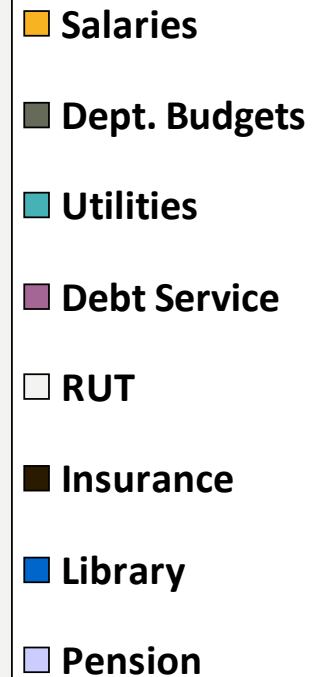 Salaries
Dept. Budgets
Utilities
Debt Service
RUT
Insurance
Library
Pension